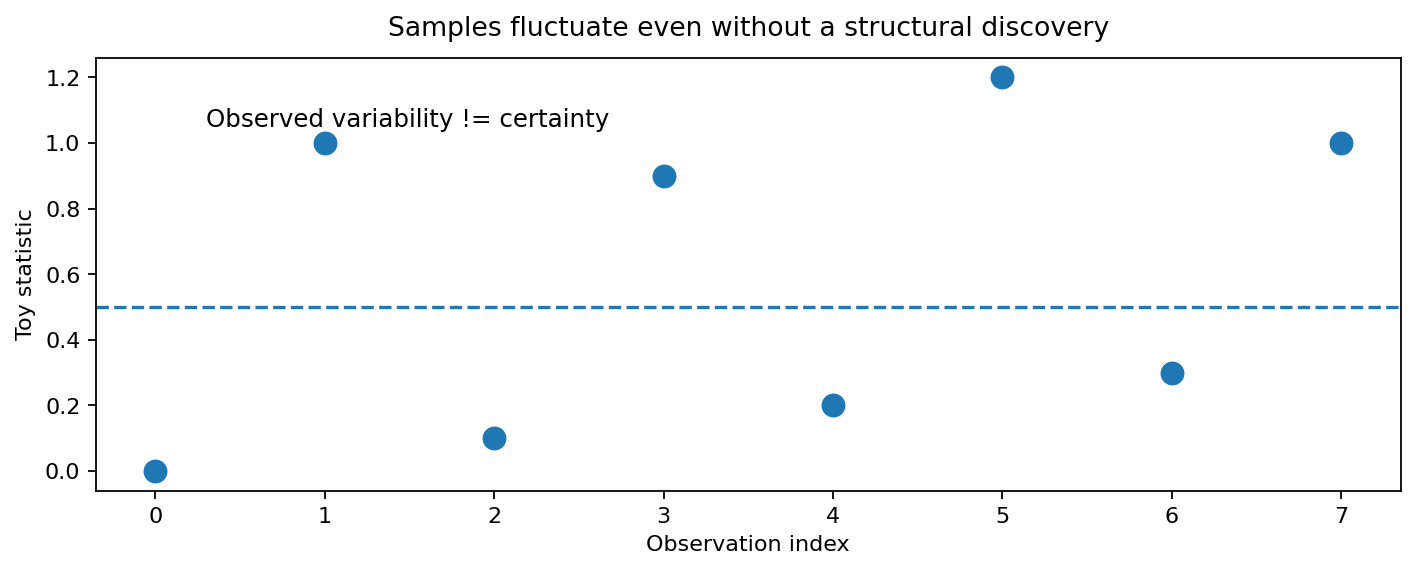 Samples fluctuate even without a structural discovery
Observed variability != certainty
Toy statistic
1.2
1.0
0.8
0.6
0.4
0.2
0.0
0 1 2 3 4 5 6 7
Observation index